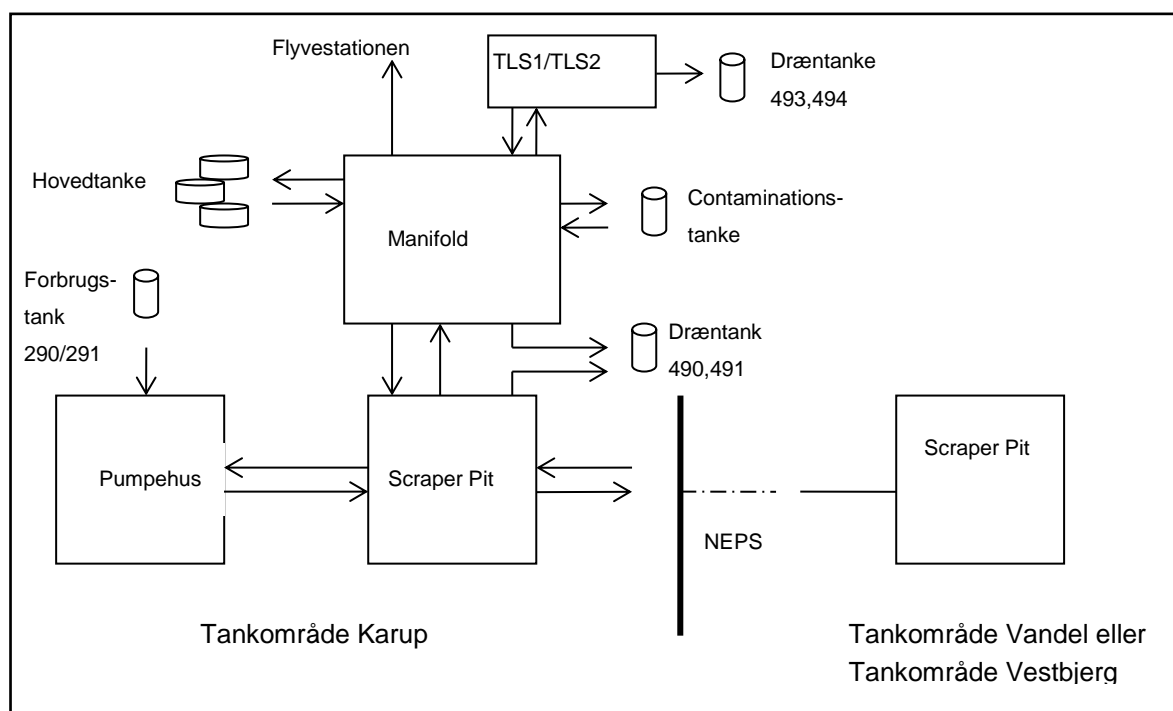 Flyvestationen
TLS1/TLS2
Dræntanke
493,494
Hovedtanke
Manifold
Contaminations-
tanke
Forbrugs-
tank
290/291
Dræntank
490,491
Pumpehus
Scraper Pit
Scraper Pit
NEPS
Tankområde Karup
Tankområde Vandel eller
Tankområde Vestbjerg